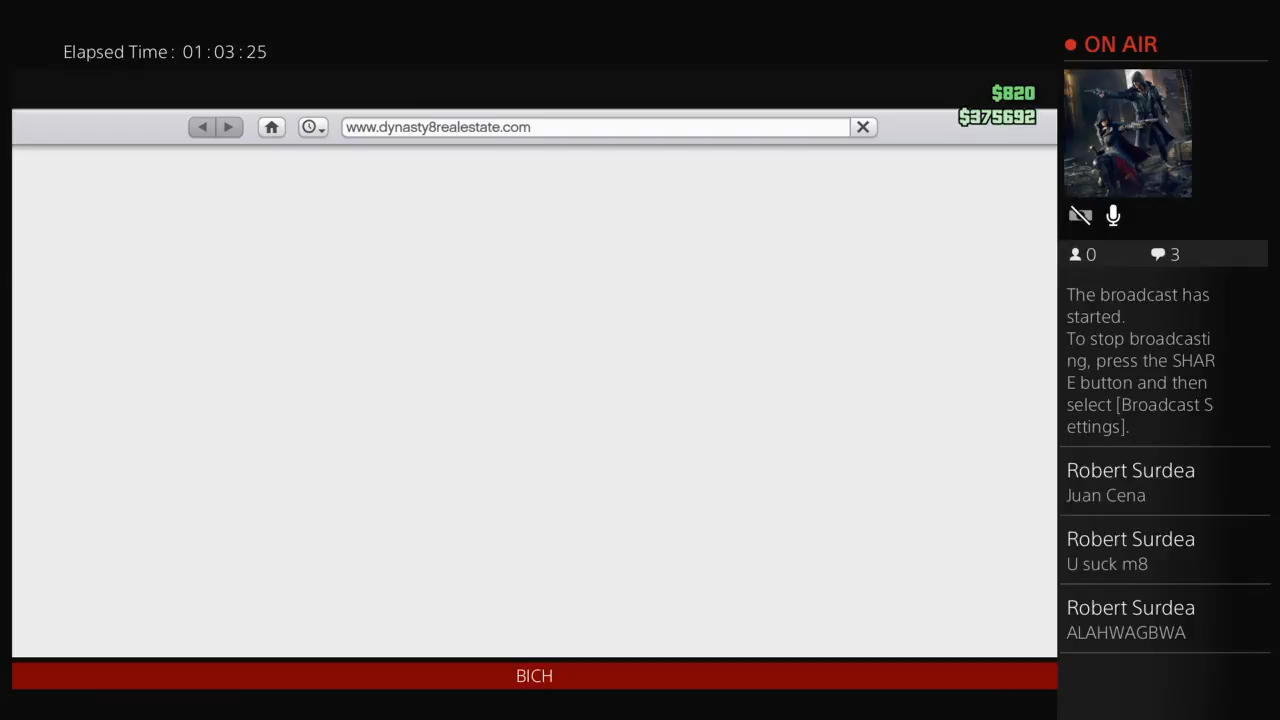 Elapsed Time: 01:03:25
ON AIR
$820
$375692
www.dynasty8realestate.com
0 3
The broadcast has
started.
To stop broadcasti
ng, press the SHAR
E button and then
select [Broadcast S
ettings].
Robert Surdea
Juan Cena
Robert Surdea
U suck m8
Robert Surdea
ALAHWAGBWA
BICH